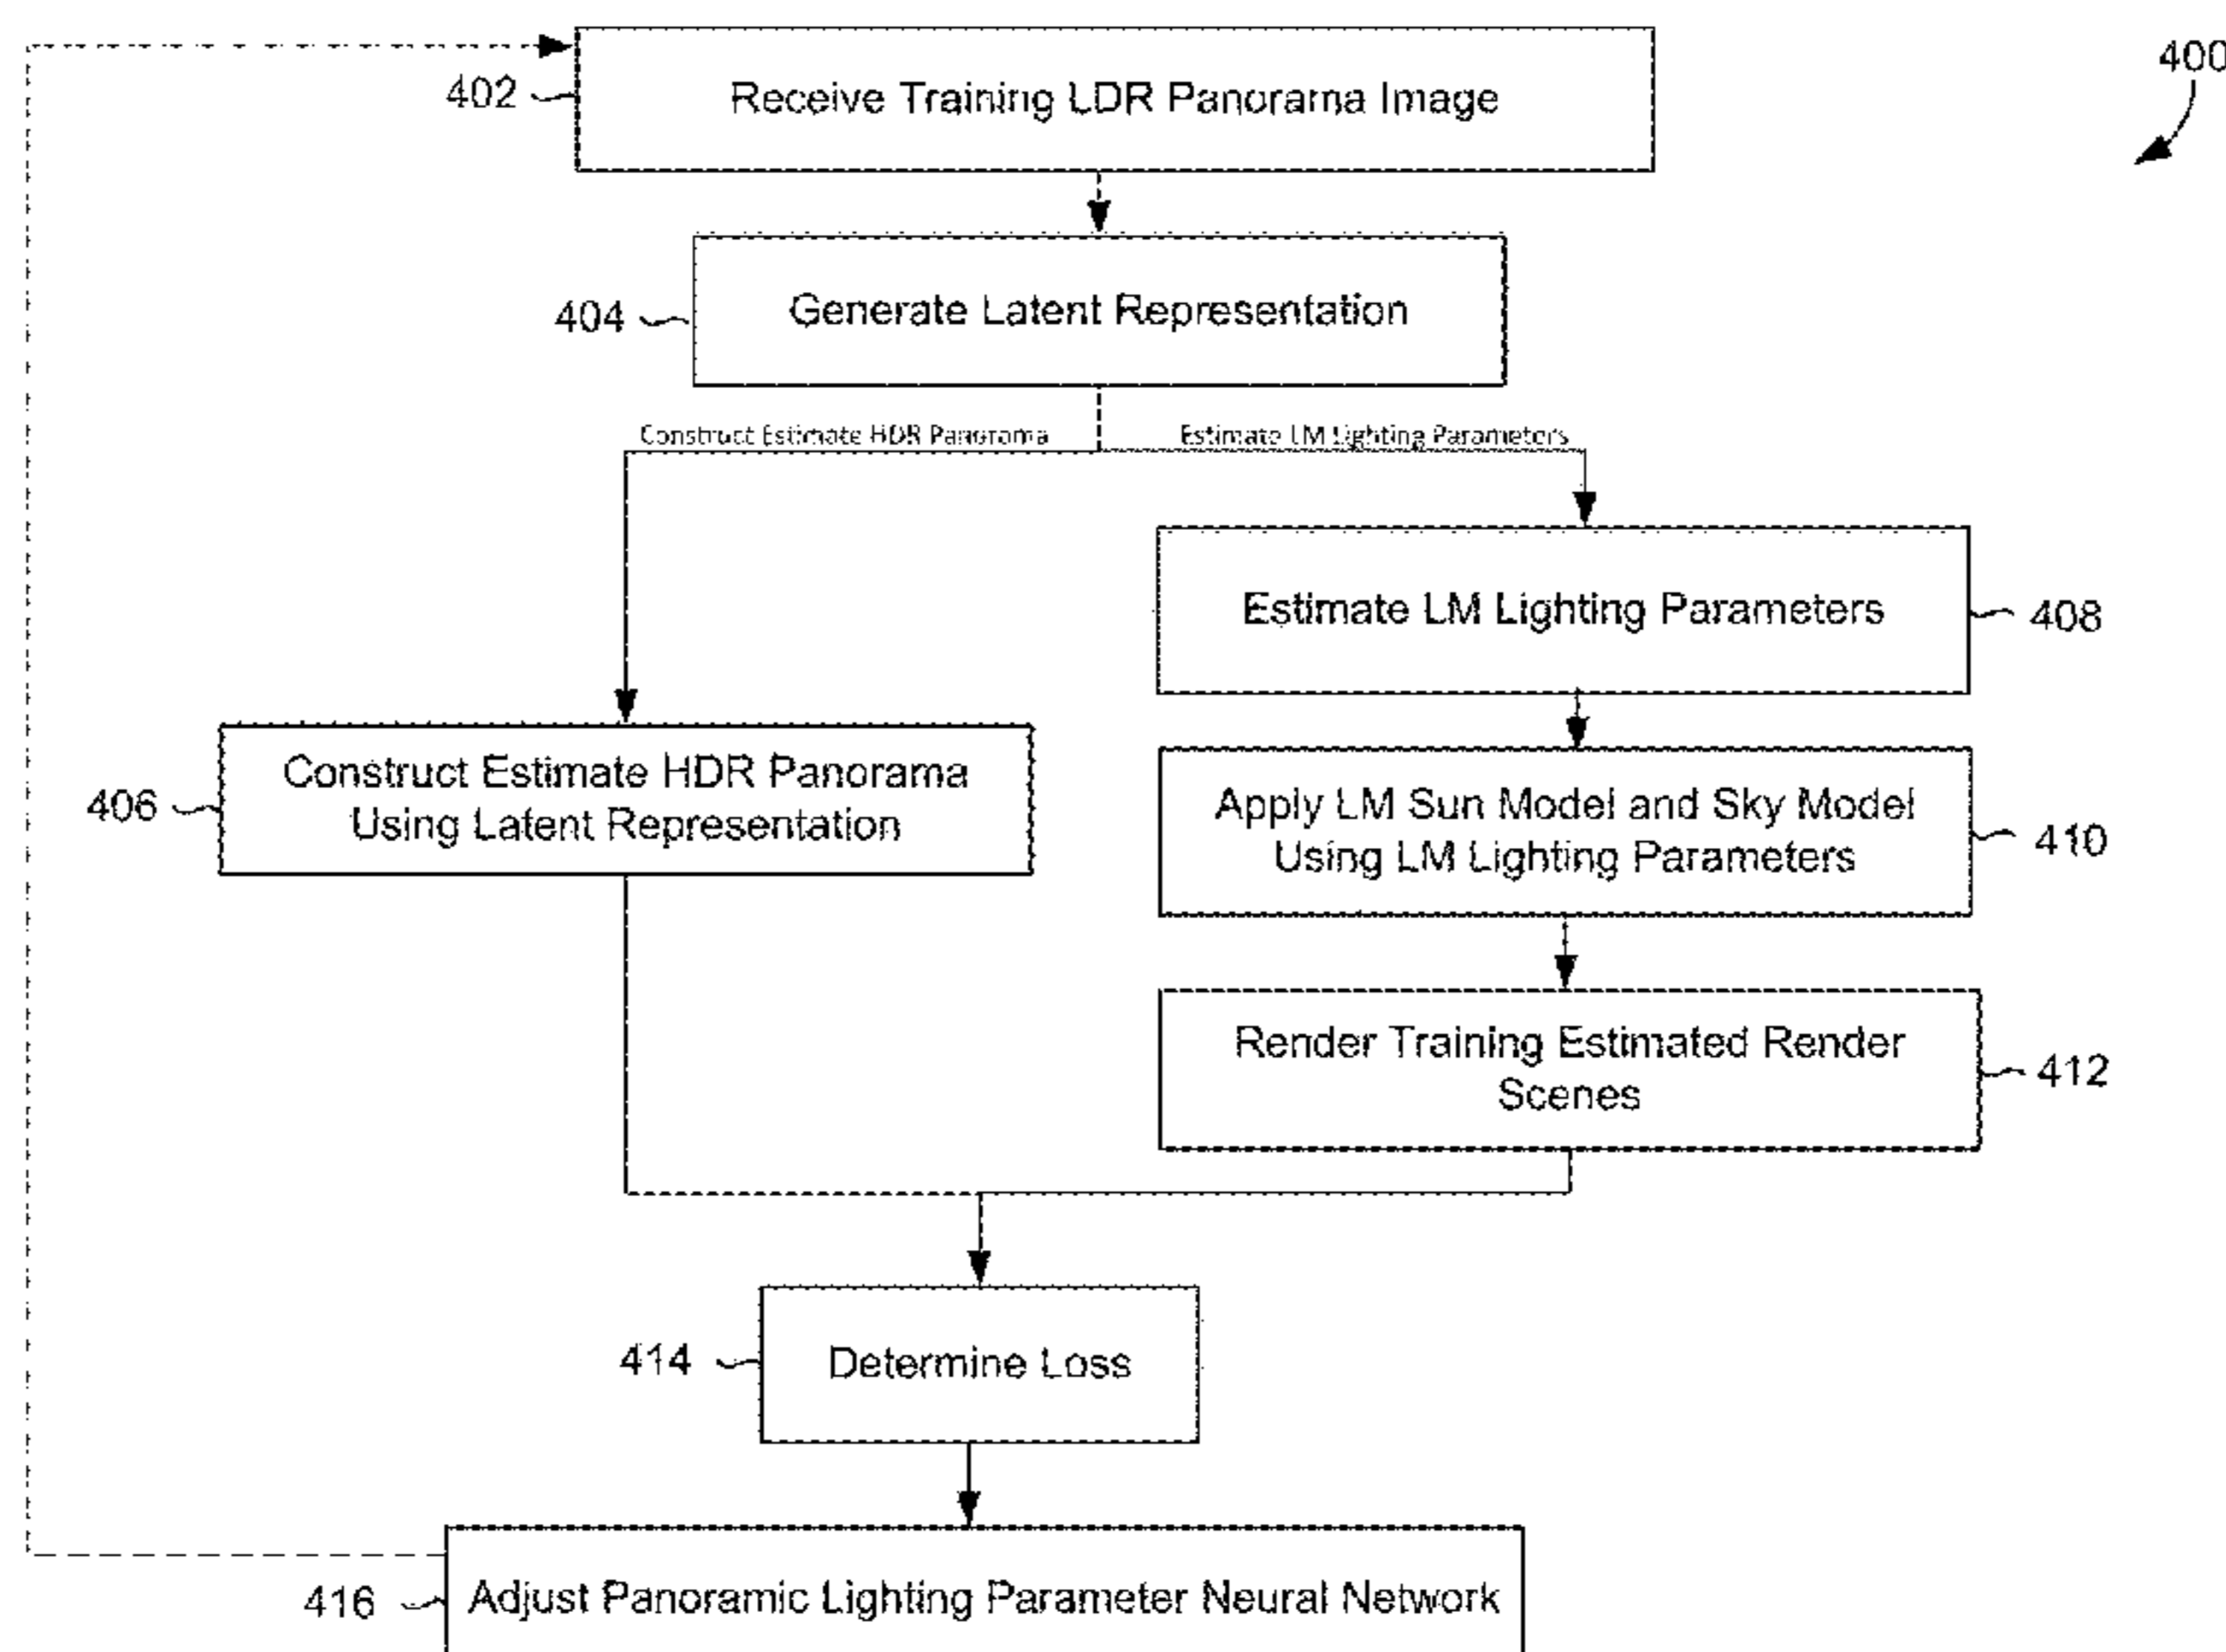 400
402
Receive Training LDR Panorama Image
404
Generate Latent Representation
Construct Estimate HDR Panorama
Estimate LM Lighting Parameters
Estimate LM Lighting Parameters
408
406
Construct Estimate HDR Panorama
Using Latent Representation
Apply LM Sun Model and Sky Model
Using LM Lighting Parameters
410
Render Training Estimated Render
Scenes
412
414
Determine Loss
416
Adjust Panoramic Lighting Parameter Neural Network